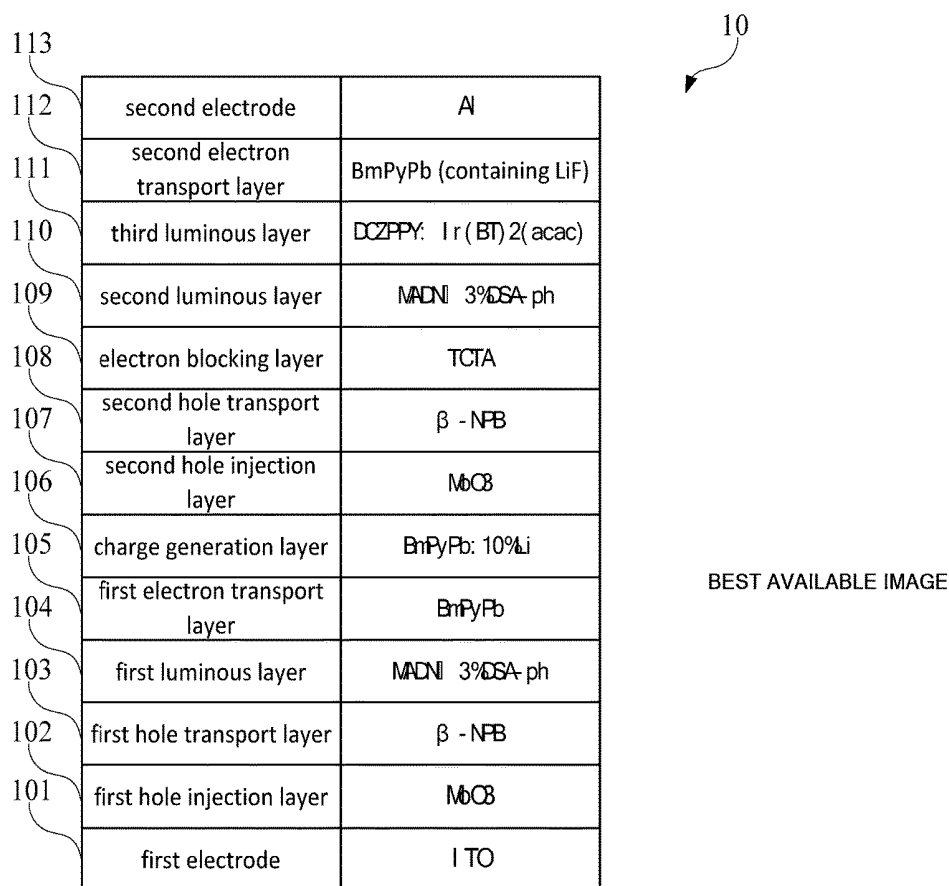 10
113
second electrode Al
112
second electron transport layer BmPyPb (containing LiF)
111
third luminous layer DCZPPY: Ir(BT)2(acac)
110
second luminous layer MADN 3%DSA-ph
109
electron blocking layer TCTA
108
second hole transport layer β-NPB
107
second hole injection layer MoO3
106
charge generation layer BmPyPb: 10%Li
105
first electron transport layer BmPyPb
104
first luminous layer MADN 3%DSA-ph
103
first hole transport layer β-NPB
102
first hole injection layer MoO3
101
first electrode ITO
BEST AVAILABLE IMAGE